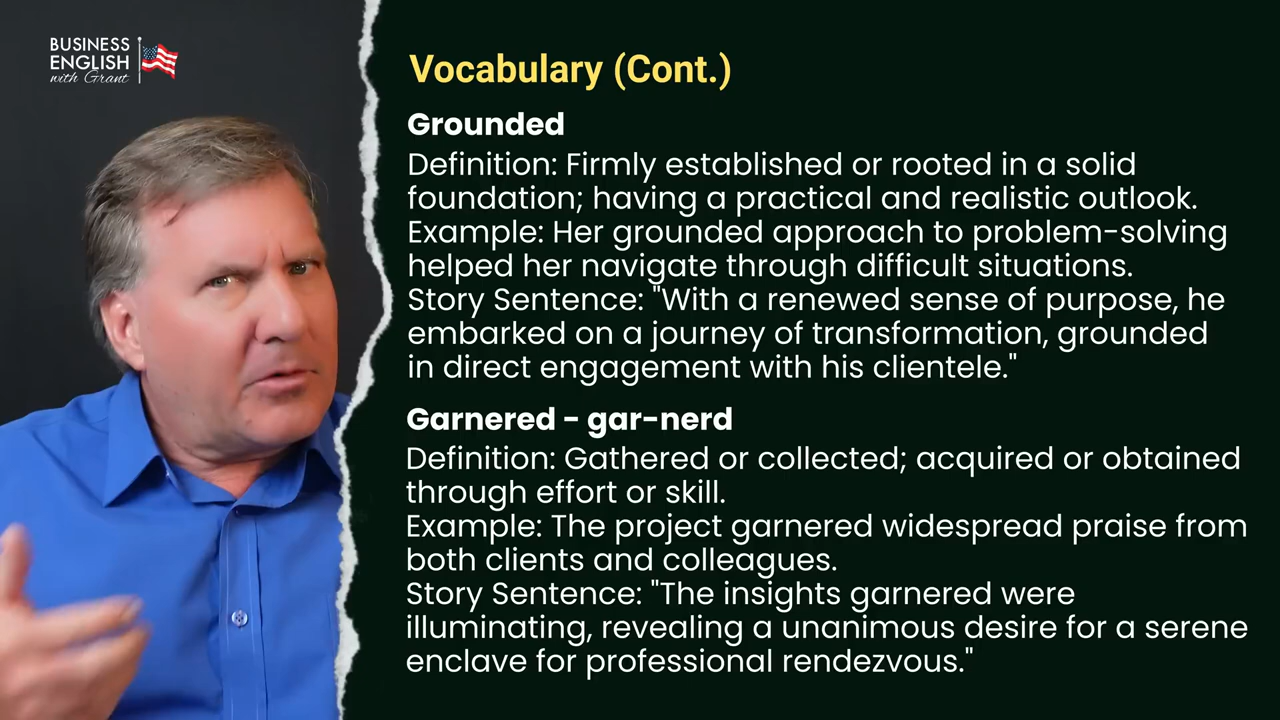 BUSINESS
ENGLISH
with Grant
Vocabulary (Cont.)
Grounded
Definition: Firmly established or rooted in a solid
foundation; having a practical and realistic outlook.
Example: Her grounded approach to problem-solving
helped her navigate through difficult situations.
Story Sentence: "With a renewed sense of purpose, he
embarked on a journey of transformation, grounded
in direct engagement with his clientele."
Garnered - gar-nerd
Definition: Gathered or collected; acquired or obtained
through effort or skill.
Example: The project garnered widespread praise from
both clients and colleagues.
Story Sentence: "The insights garnered were
illuminating, revealing a unanimous desire for a serene
enclave for professional rendezvous."